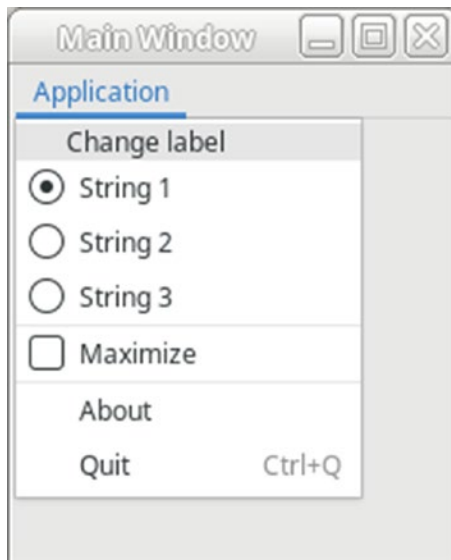 Main Window
Application
Change label
String 1
String 2
String 3
Maximize
About
Quit Ctrl+Q